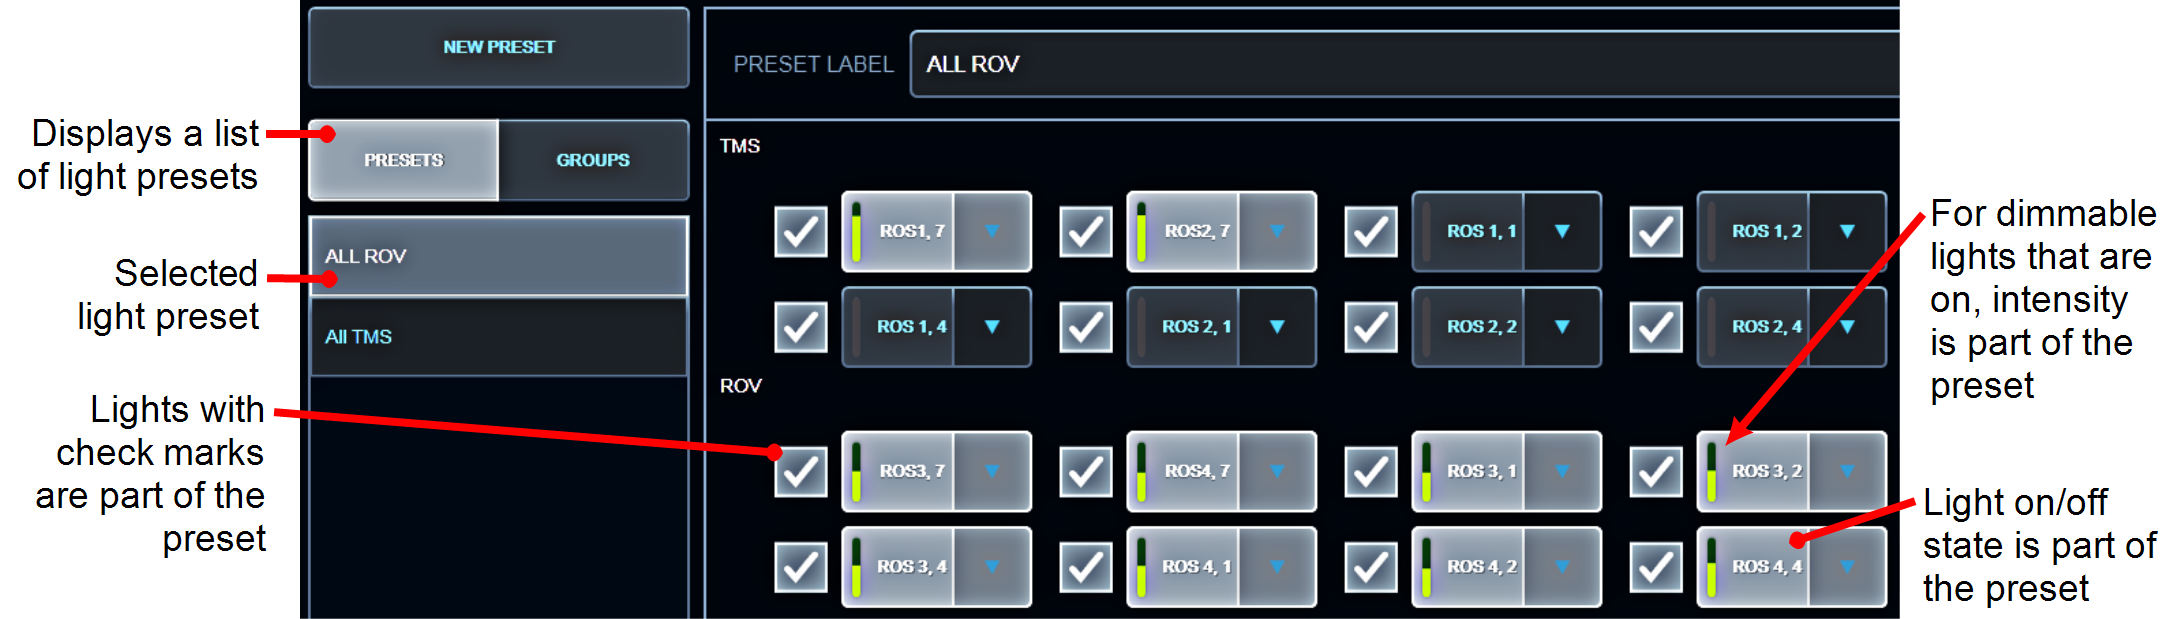 NEW PRESET
PRESET LABEL ALL ROV
Displays a list
of light presets
PRESETS GROUPS
TMS
ALL ROV
Selected
light preset
All TMS
ROS1, 7 ROS2, 7 ROS 1, 1 ROS 1, 2
ROS 1, 4 ROS 2, 1 ROS 2, 2 ROS 2, 4
For dimmable
lights that are
on, intensity
is part of the
preset
ROV
Lights with
check marks
are part of the
preset
ROS3, 7 ROS4, 7 ROS 3, 1 ROS 3, 2
ROS 3, 4 ROS 4, 1 ROS 4, 2 ROS 4, 4
Light on/off
state is part of
the preset